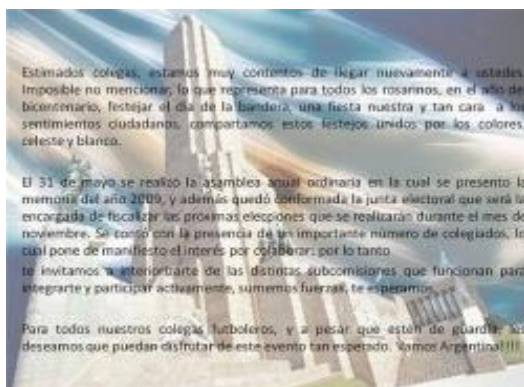 Estimados colegas, estamos muy contentos de llegar nuevamente a ustedes.
Imposible no mencionar, lo que representa para todos los rosarinos, en el año del
bicentenario, festejar el dia de la bandera, una fiesta nuestra y tan cara a los
sentimientos ciudadanos, compartamos estos festejos unidos por los colores
celeste y blanco.
El 31 de mayo se realizo la asamblea anual ordinaria en la cual se presento la
memoria del año 2009, y además quedó conformada la junta electoral que será la
encargada de fiscalizar las próximas elecciones que se realizarán durante el mes de
noviembre. Se contó con la presencia de un importante número de colegiados, lo
cual pone de manifiesto el interés por colaborar; por lo tanto
te invitamos a interiorizarte de las distintas subcomisiones que funcionan para
integrarte y participar activamente, sumemos fuerzas, te esperamos.
Para todos nuestros colegas futboleros, y a pesar que estén de guardia, les
deseamos que puedan disfrutar de este evento tan esperado. Vamos Argentina!!!!